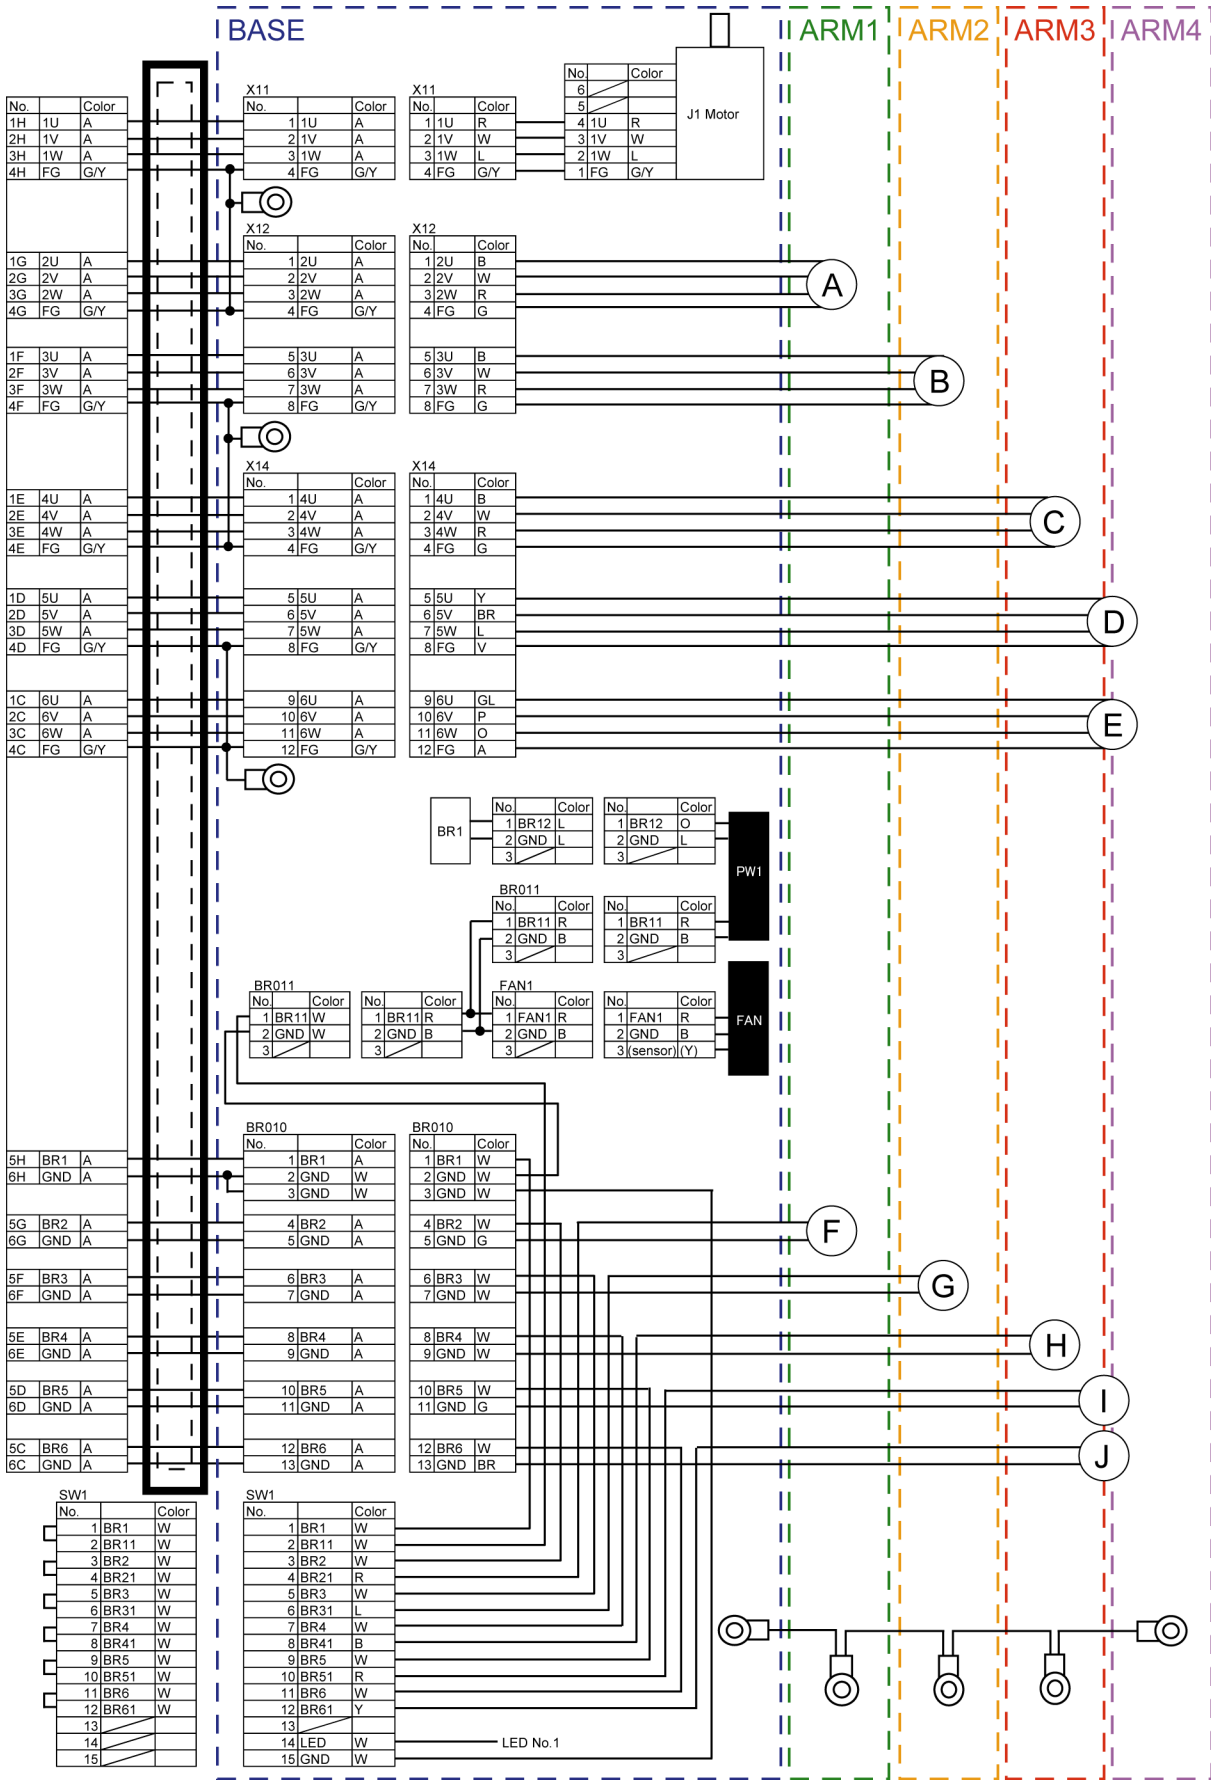 BASE ARM1 ARM2 ARM3 ARM4
No. Color
1H 1U A
2H 1V A
3H 1W A
4H FG G/Y
X11
No. Color
1 1U A
2 1V A
3 1W A
4 FG G/Y
X11
No. Color
1 1U R
2 1V W
3 1W L
4 FG G/Y
No. Color
6
5
4 1U R
3 1V W
2 1W L
1 FG G/Y
J1 Motor
1G 2U A
2G 2V A
3G 2W A
4G FG G/Y
X12
No. Color
1 2U A
2 2V A
3 2W A
4 FG G/Y
X12
No. Color
1 2U B
2 2V W
3 2W R
4 FG G
A
1F 3U A
2F 3V A
3F 3W A
4F FG G/Y
5 3U A
6 3V A
7 3W A
8 FG G/Y
5 3U B
6 3V W
7 3W R
8 FG G
B
1E 4U A
2E 4V A
3E 4W A
4E FG G/Y
X14
No. Color
1 4U A
2 4V A
3 4W A
4 FG G/Y
X14
No. Color
1 4U B
2 4V W
3 4W R
4 FG G
C
1D 5U A
2D 5V A
3D 5W A
4D FG G/Y
5 5U A
6 5V A
7 5W A
8 FG G/Y
5 5U Y
6 5V BR
7 5W L
8 FG V
D
1C 6U A
2C 6V A
3C 6W A
4C FG G/Y
9 6U A
10 6V A
11 6W A
12 FG G/Y
9 6U GL
10 6V P
11 6W O
12 FG A
E
BR1
No. Color
1 BR12 L
2 GND L
3
No. Color
1 BR12 O
2 GND L
3
PW1
BR011
No. Color
1 BR11 R
2 GND B
3
No. Color
1 BR11 R
2 GND B
3
BR011
No. Color
1 BR11 W
2 GND W
3
No. Color
1 BR11 R
2 GND B
3
FAN1
No. Color
1 FAN1 R
2 GND B
3
No. Color
1 FAN1 R
2 GND B
3 (sensor) (Y)
FAN
5H BR1 A
6H GND A
BR010
No. Color
1 BR1 A
2 GND W
3 GND W
BR010
No. Color
1 BR1 W
2 GND W
3 GND W
5G BR2 A
6G GND A
4 BR2 A
5 GND A
4 BR2 W
5 GND G
F
5F BR3 A
6F GND A
6 BR3 A
7 GND A
6 BR3 W
7 GND W
G
5E BR4 A
6E GND A
8 BR4 A
9 GND A
8 BR4 W
9 GND W
H
5D BR5 A
6D GND A
10 BR5 A
11 GND A
10 BR5 W
11 GND G
I
5C BR6 A
6C GND A
12 BR6 A
13 GND A
12 BR6 W
13 GND BR
J
SW1
No. Color
1 BR1 W
2 BR11 W
3 BR2 W
4 BR21 W
5 BR3 W
6 BR31 W
7 BR4 W
8 BR41 W
9 BR5 W
10 BR51 W
11 BR6 W
12 BR61 W
13
14
15
SW1
No. Color
1 BR1 W
2 BR11 W
3 BR2 W
4 BR21 R
5 BR3 W
6 BR31 L
7 BR4 W
8 BR41 B
9 BR5 W
10 BR51 R
11 BR6 W
12 BR61 Y
13
14 LED W
15 GND W
LED No.1